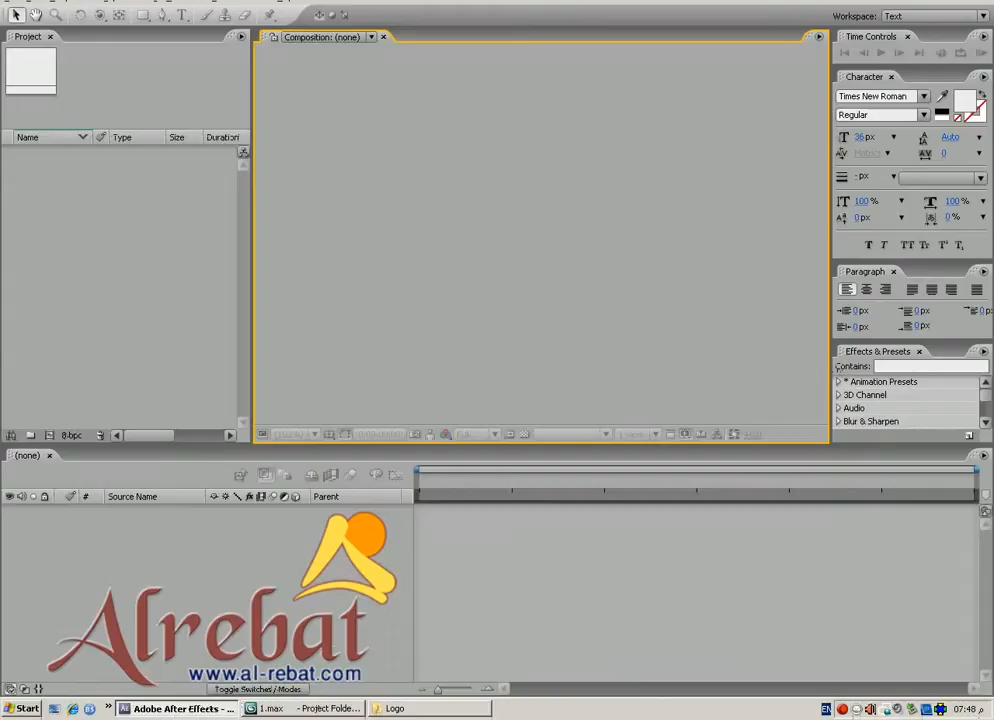 Workspace: Text
Project
Composition: (none)
Time Controls
Character
Times New Roman
Regular
36 px
Auto
Metrics
0
- px
100 %
100 %
0 px
0 %
T T TT Tr T' T,
Paragraph
0 px
0 px
0 px
0 px
0 px
Effects & Presets
Contains:
* Animation Presets
3D Channel
Audio
Blur & Sharpen
Name
Type
Size
Duration
8 bpc
(none)
#
Source Name
Parent
Alrebat
www.al-rebat.com
Toggle Switches / Modes
Start
Adobe After Effects - ...
1.max - Project Folde...
Logo
EN
07:48 م